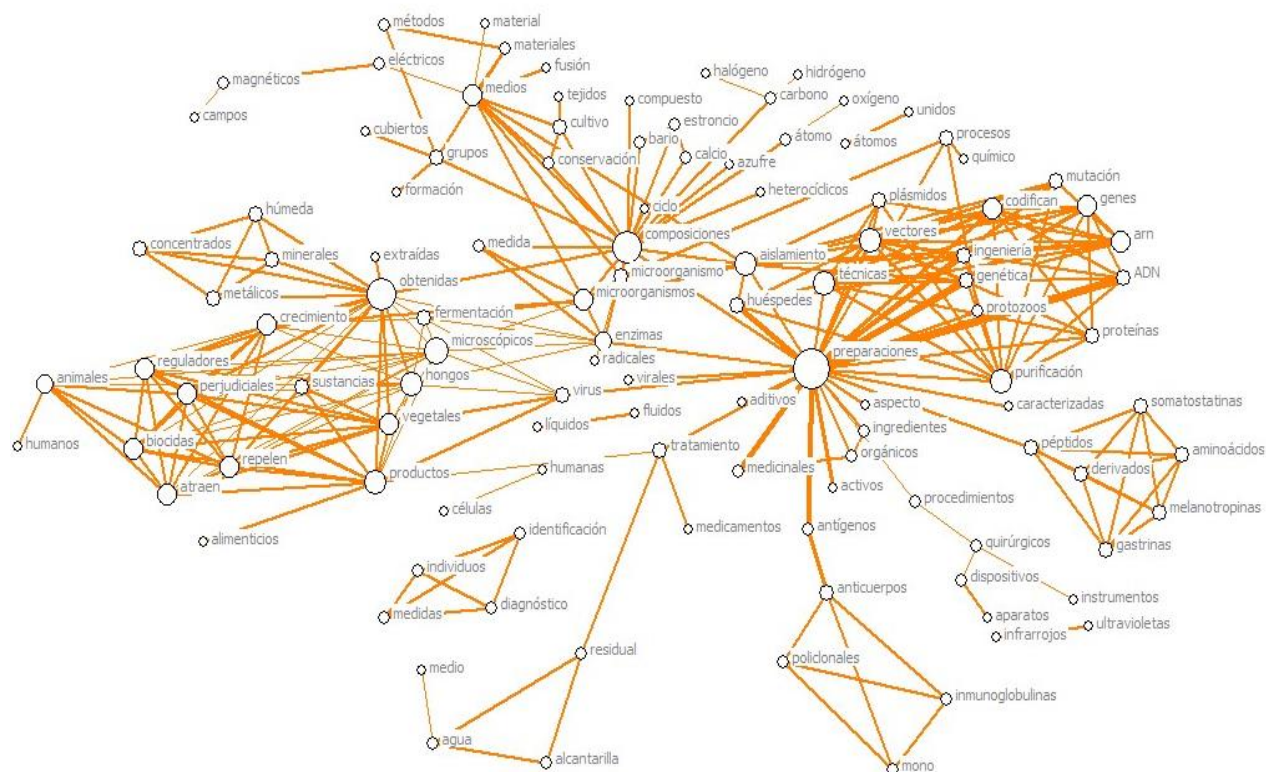 métodos
material
eléctricos
materiales
magnéticos
fusión
campos
medios
halógeno
hidrógeno
carbono
tejidos
compuesto
oxígeno
estroncio
unidos
cubiertos
cultivo
bario
átomo
átomos
procesos
grupos
conservación
calcio
azufre
químico
formación
heterocíclicos
mutación
plásmidos
codifican
genes
ciclo
húmeda
vectores
arn
concentrados
medida
composiciones
ingeniería
minerales
extraídas
aislamiento
microorganismo
técnicas
genética
ADN
metálicos
obtenidas
microorganismos
huéspedes
protozoos
crecimiento
fermentación
proteínas
enzimas
microscópicos
radicales
preparaciones
reguladores
animales
perjudiciales
sustancias
hongos
virales
purificación
virus
aditivos
aspecto
caracterizadas
somatostatinas
vegetales
líquidos
fluidos
ingredientes
humanos
biocidas
tratamiento
orgánicos
péptidos
aminoácidos
repelen
humanas
medicinales
derivados
atraen
productos
activos
células
procedimientos
melanotropinas
alimenticios
medicamentos
antígenos
identificación
quirúrgicos
gastrinas
individuos
dispositivos
anticuerpos
instrumentos
medidas
diagnóstico
aparatos
ultravioletas
infrarrojos
residual
policlonales
medio
inmunoglobulinas
agua
alcantarilla
mono